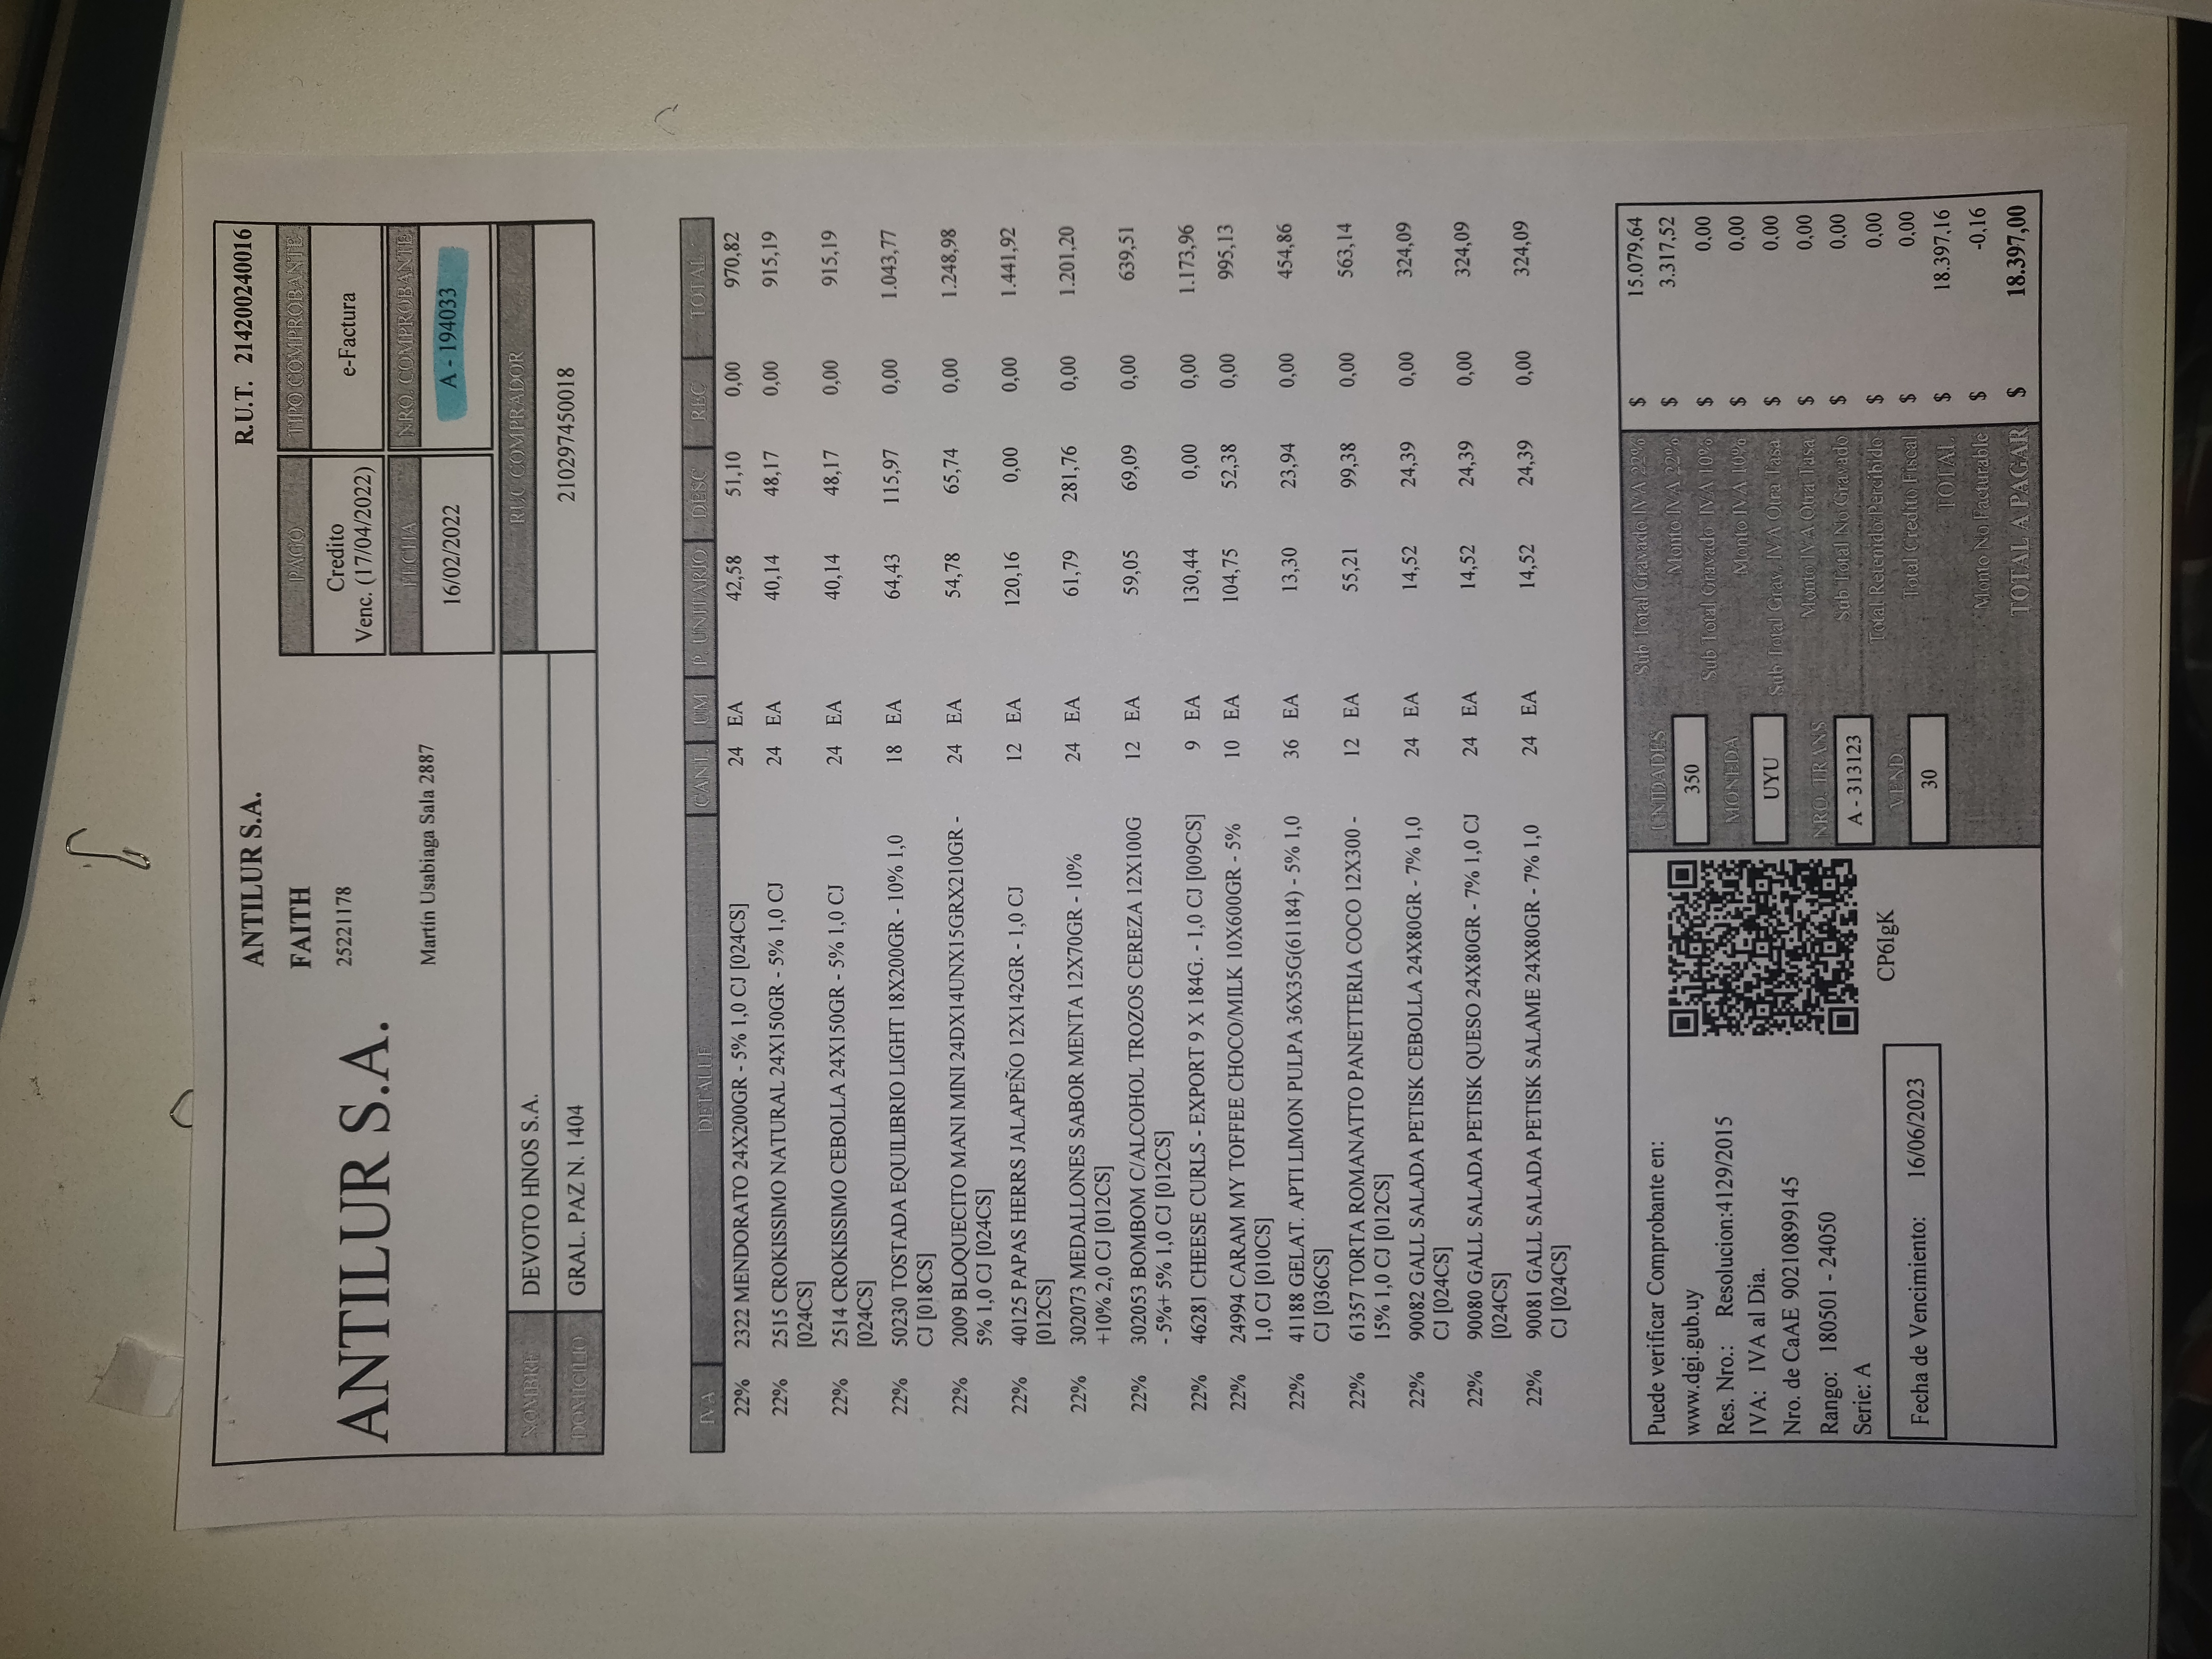 ANTILUR S.A.
R.U.T. 214200240016
FAITH
ANTILUR S.A.
25221178
Martín Usabiaga Sala 2887
PAGO
TIPO COMPROBANTE
Credito
Venc. (17/04/2022)
e-Factura
FECHA
NRO. COMPROBANTE
16/02/2022
A - 194033
NOMBRE
DEVOTO HNOS S.A.
RUC COMPRADOR
DOMICILIO
GRAL. PAZ N. 1404
210297450018
IVA DETALLE CANT. UM P. UNITARIO DESC REC TOTAL
22% 2322 MENDORATO 24X200GR - 5% 1,0 CJ [024CS] 24 EA 42,58 51,10 0,00 970,82
22% 2515 CROKISSIMO NATURAL 24X150GR - 5% 1,0 CJ 24 EA 40,14 48,17 0,00 915,19
[024CS]
22% 2514 CROKISSIMO CEBOLLA 24X150GR - 5% 1,0 CJ 24 EA 40,14 48,17 0,00 915,19
[024CS]
22% 50230 TOSTADA EQUILIBRIO LIGHT 18X200GR - 10% 1,0 18 EA 64,43 115,97 0,00 1.043,77
CJ [018CS]
22% 2009 BLOQUECITO MANI MINI 24DX14UNX15GRX210GR - 24 EA 54,78 65,74 0,00 1.248,98
5% 1,0 CJ [024CS]
22% 40125 PAPAS HERRS JALAPEÑO 12X142GR - 1,0 CJ 12 EA 120,16 0,00 0,00 1.441,92
[012CS]
22% 302073 MEDALLONES SABOR MENTA 12X70GR - 10% 24 EA 61,79 281,76 0,00 1.201,20
+10% 2,0 CJ [012CS]
22% 302053 BOMBOM C/ALCOHOL TROZOS CEREZA 12X100G 12 EA 59,05 69,09 0,00 639,51
- 5%+ 5% 1,0 CJ [012CS]
22% 46281 CHEESE CURLS - EXPORT 9 X 184G. - 1,0 CJ [009CS] 9 EA 130,44 0,00 0,00 1.173,96
22% 24994 CARAM MY TOFFEE CHOCO/MILK 10X600GR - 5% 10 EA 104,75 52,38 0,00 995,13
1,0 CJ [010CS]
22% 41188 GELAT. APTI LIMON PULPA 36X35G(61184) - 5% 1,0 36 EA 13,30 23,94 0,00 454,86
CJ [036CS]
22% 61357 TORTA ROMANATTO PANETTERIA COCO 12X300 - 12 EA 55,21 99,38 0,00 563,14
15% 1,0 CJ [012CS]
22% 90082 GALL SALADA PETISK CEBOLLA 24X80GR - 7% 1,0 24 EA 14,52 24,39 0,00 324,09
CJ [024CS]
22% 90080 GALL SALADA PETISK QUESO 24X80GR - 7% 1,0 CJ 24 EA 14,52 24,39 0,00 324,09
[024CS]
22% 90081 GALL SALADA PETISK SALAME 24X80GR - 7% 1,0 24 EA 14,52 24,39 0,00 324,09
CJ [024CS]
Puede verificar Comprobante en:
www.dgi.gub.uy
Res. Nro.: Resolucion:4129/2015
IVA: IVA al Dia.
Nro. de CaAE 90210899145
Rango: 180501 - 24050
Serie: A
CP6IgK
Fecha de Vencimiento: 16/06/2023
UNIDADES
350
MONEDA
UYU
NRO. TRANS
A - 313123
VEND
30
Sub Total Gravado IVA 22% $ 15.079,64
Monto IVA 22% $ 3.317,52
Sub Total Gravado IVA 10% $ 0,00
Monto IVA 10% $ 0,00
Sub Total Grav. IVA Otra Tasa $ 0,00
Monto IVA Otra Tasa $ 0,00
Sub Total No Gravado $ 0,00
Total Retenido/Percibido $ 0,00
Total Credito Fiscal $ 0,00
TOTAL $ 18.397,16
Monto No Facturable $ -0,16
TOTAL A PAGAR $ 18.397,00